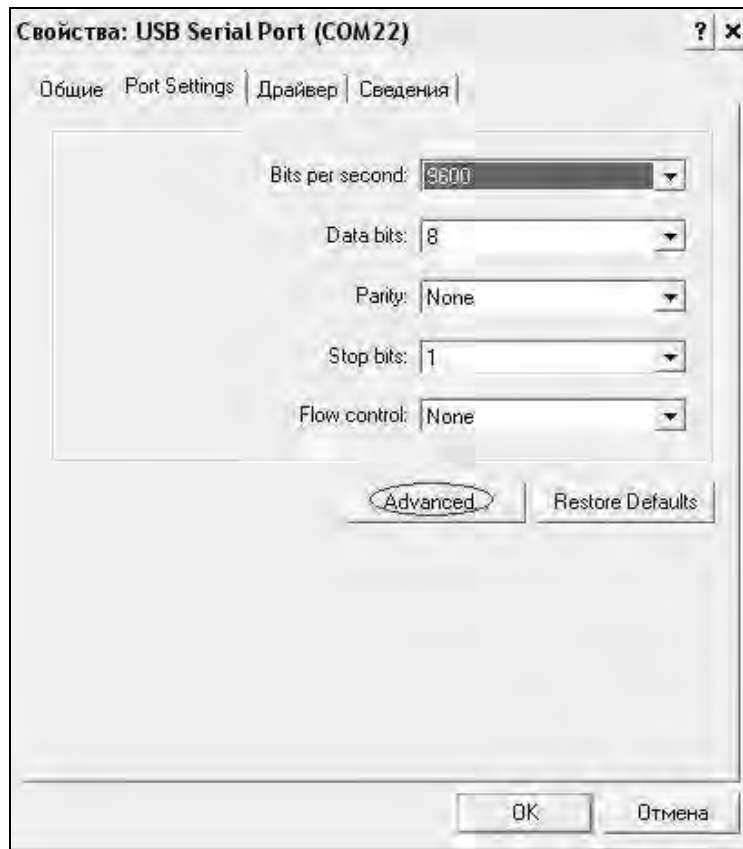 Свойства: USB Serial Port (COM22) ? ×
Общие Port Settings Драйвер Сведения
Bits per second: 9600
Data bits: 8
Parity: None
Stop bits: 1
Flow control: None
Advanced... Restore Defaults
OK Отмена